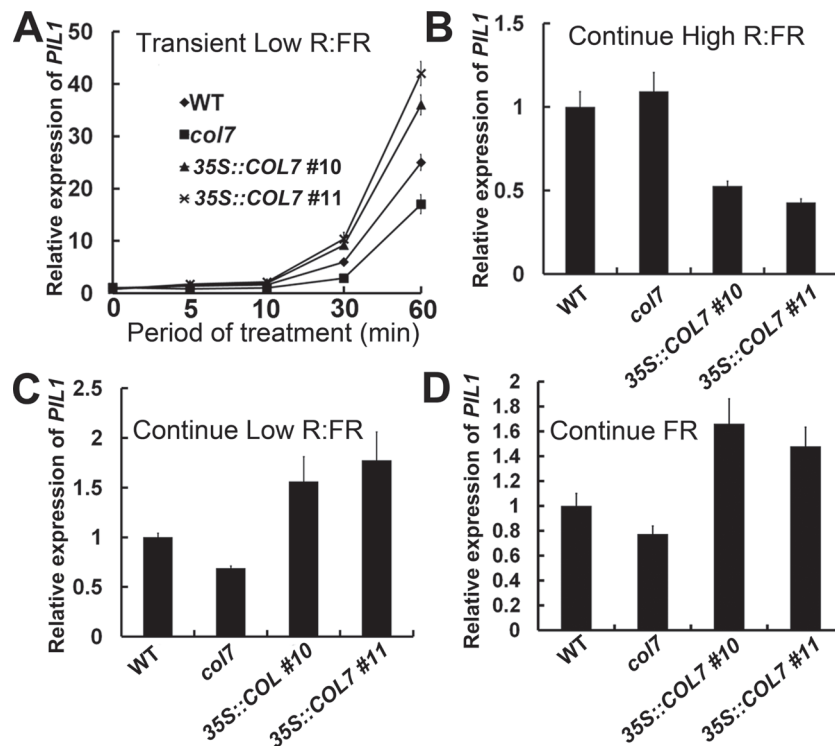 A
Relative expression of PIL1
50
40
30
20
10
0
Transient Low R:FR
WT
col7
35S::COL7 #10
35S::COL7 #11
0 5 10 30 60
Period of treatment (min)
B
Relative expression of PIL1
Continue High R:FR
1.5
1
0.5
0
WT
col7
35S::COL7 #10
35S::COL7 #11
C
Relative expression of PIL1
Continue Low R:FR
2.5
2
1.5
1
0.5
0
WT
col7
35S::COL #10
35S::COL7 #11
D
Relative expression of PIL1
Continue FR
2
1.8
1.6
1.4
1.2
1
0.8
0.6
0.4
0.2
0
WT
col7
35S::COL7 #10
35S::COL7 #11